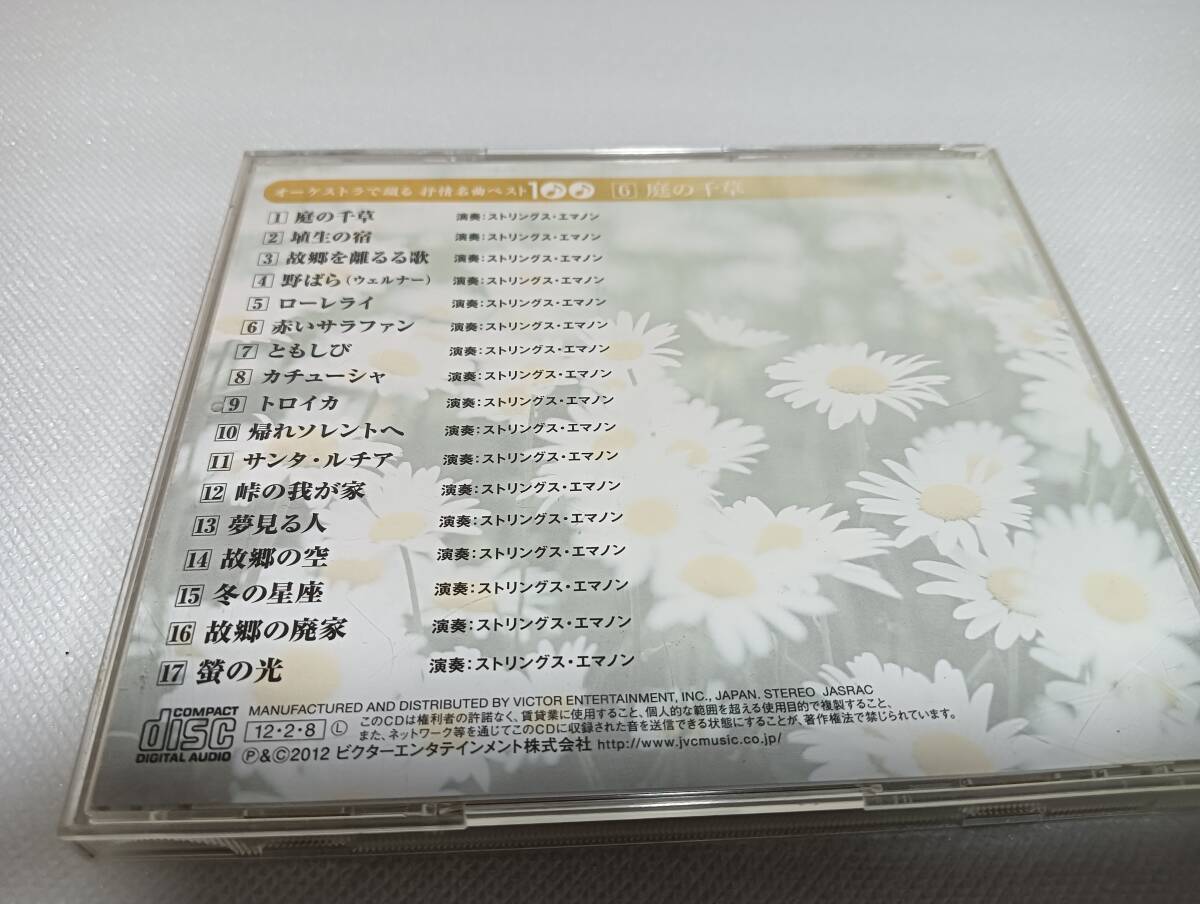 オーケストラで綴る 抒情名曲ベスト100 6 庭の千草
1 庭の千草 演奏:ストリングス・エマノン
2 埴生の宿 演奏:ストリングス・エマノン
3 故郷を離るる歌 演奏:ストリングス・エマノン
4 野ばら(ウェルナー) 演奏:ストリングス・エマノン
5 ローレライ 演奏:ストリングス・エマノン
6 赤いサラファン 演奏:ストリングス・エマノン
7 ともしび 演奏:ストリングス・エマノン
8 カチューシャ 演奏:ストリングス・エマノン
9 トロイカ 演奏:ストリングス・エマノン
10 帰れソレントへ 演奏:ストリングス・エマノン
11 サンタ・ルチア 演奏:ストリングス・エマノン
12 峠の我が家 演奏:ストリングス・エマノン
13 夢見る人 演奏:ストリングス・エマノン
14 故郷の空 演奏:ストリングス・エマノン
15 冬の星座 演奏:ストリングス・エマノン
16 故郷の廃家 演奏:ストリングス・エマノン
17 螢の光 演奏:ストリングス・エマノン
MANUFACTURED AND DISTRIBUTED BY VICTOR ENTERTAINMENT, INC., JAPAN. STEREO JASRAC
COMPACT disc DIGITAL AUDIO
12・2・8 Ⓛ このCDは権利者の許諾なく、賃貸業に使用すること、個人的な範囲を超える使用目的で複製すること、
また、ネットワーク等を通じてこのCDに収録された音を送信できる状態にすることが、著作権法で禁じられています。
Ⓟ&Ⓒ2012 ビクターエンタテインメント株式会社 http://www.jvcmusic.co.jp/